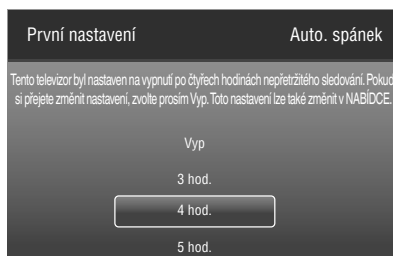 První nastavení
Auto. spánek
Tento televizor byl nastaven na vypnutí po čtyřech hodinách nepřetržitého sledování. Pokud
si přejete změnit nastavení, zvolte prosím Vyp. Toto nastavení lze také změnit v NABÍDCE.
Vyp
3 hod.
4 hod.
5 hod.